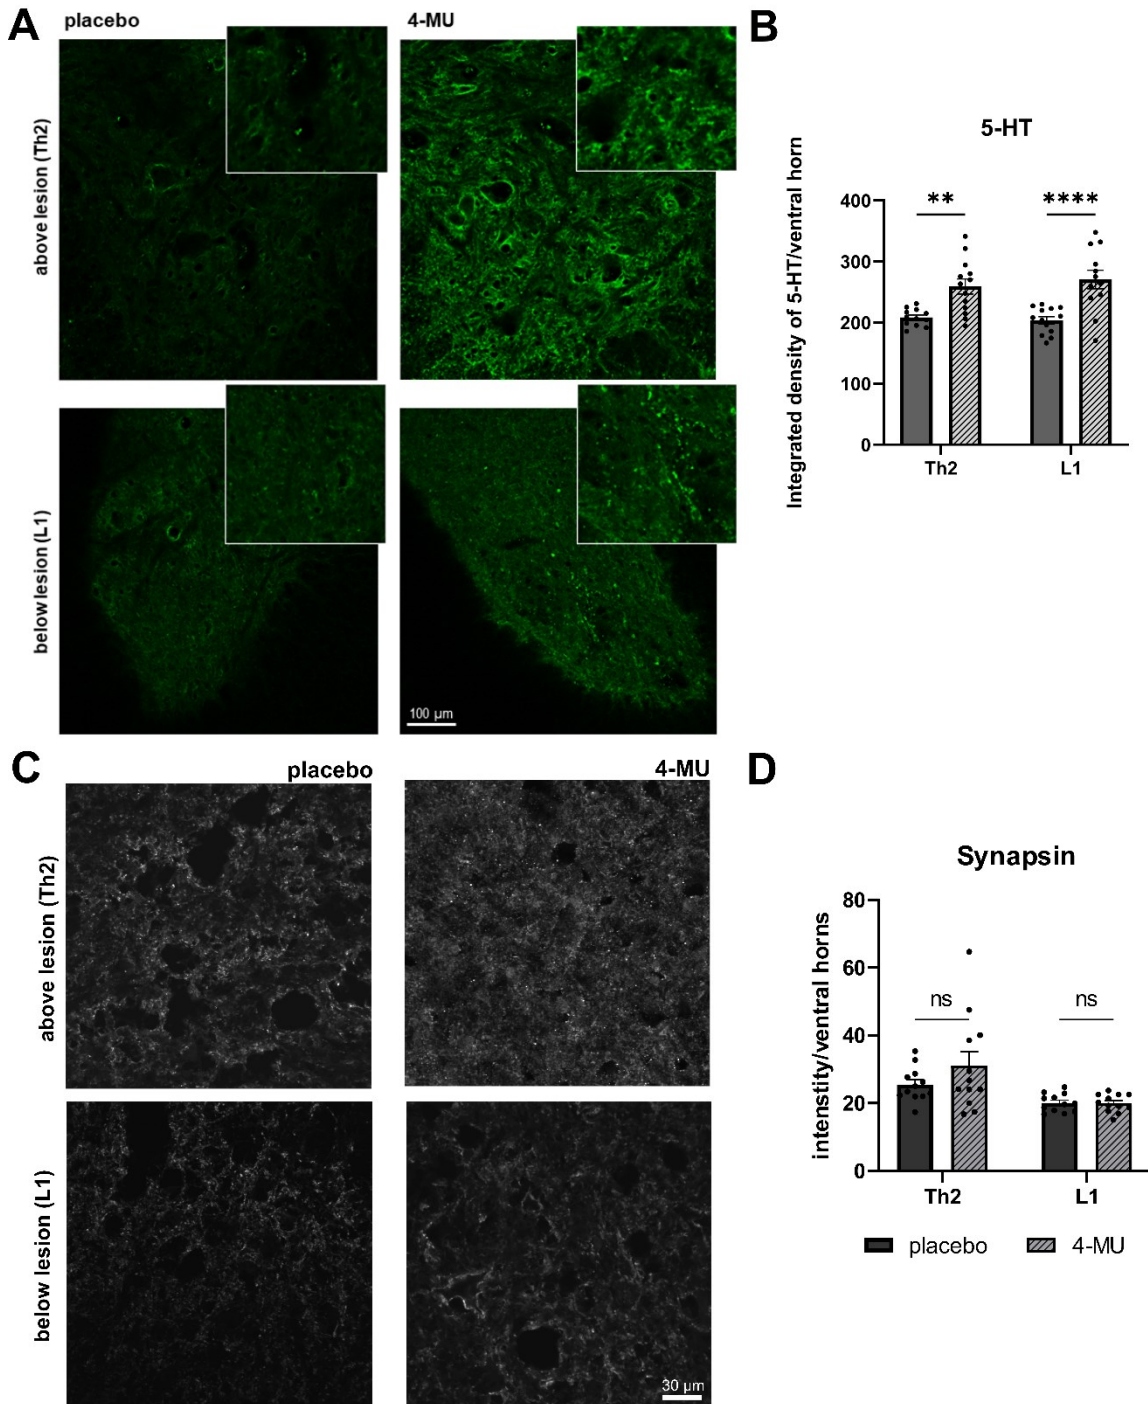 A
placebo
4-MU
above lesion (Th2)
below lesion (L1)
100 µm
B
5-HT
Integrated density of 5-HT/ventral horn
400
300
200
100
0
**
****
Th2
L1
C
placebo
4-MU
above lesion (Th2)
below lesion (L1)
30 µm
D
Synapsin
intenstity/ventral horns
80
60
40
20
0
ns
ns
Th2
L1
placebo
4-MU